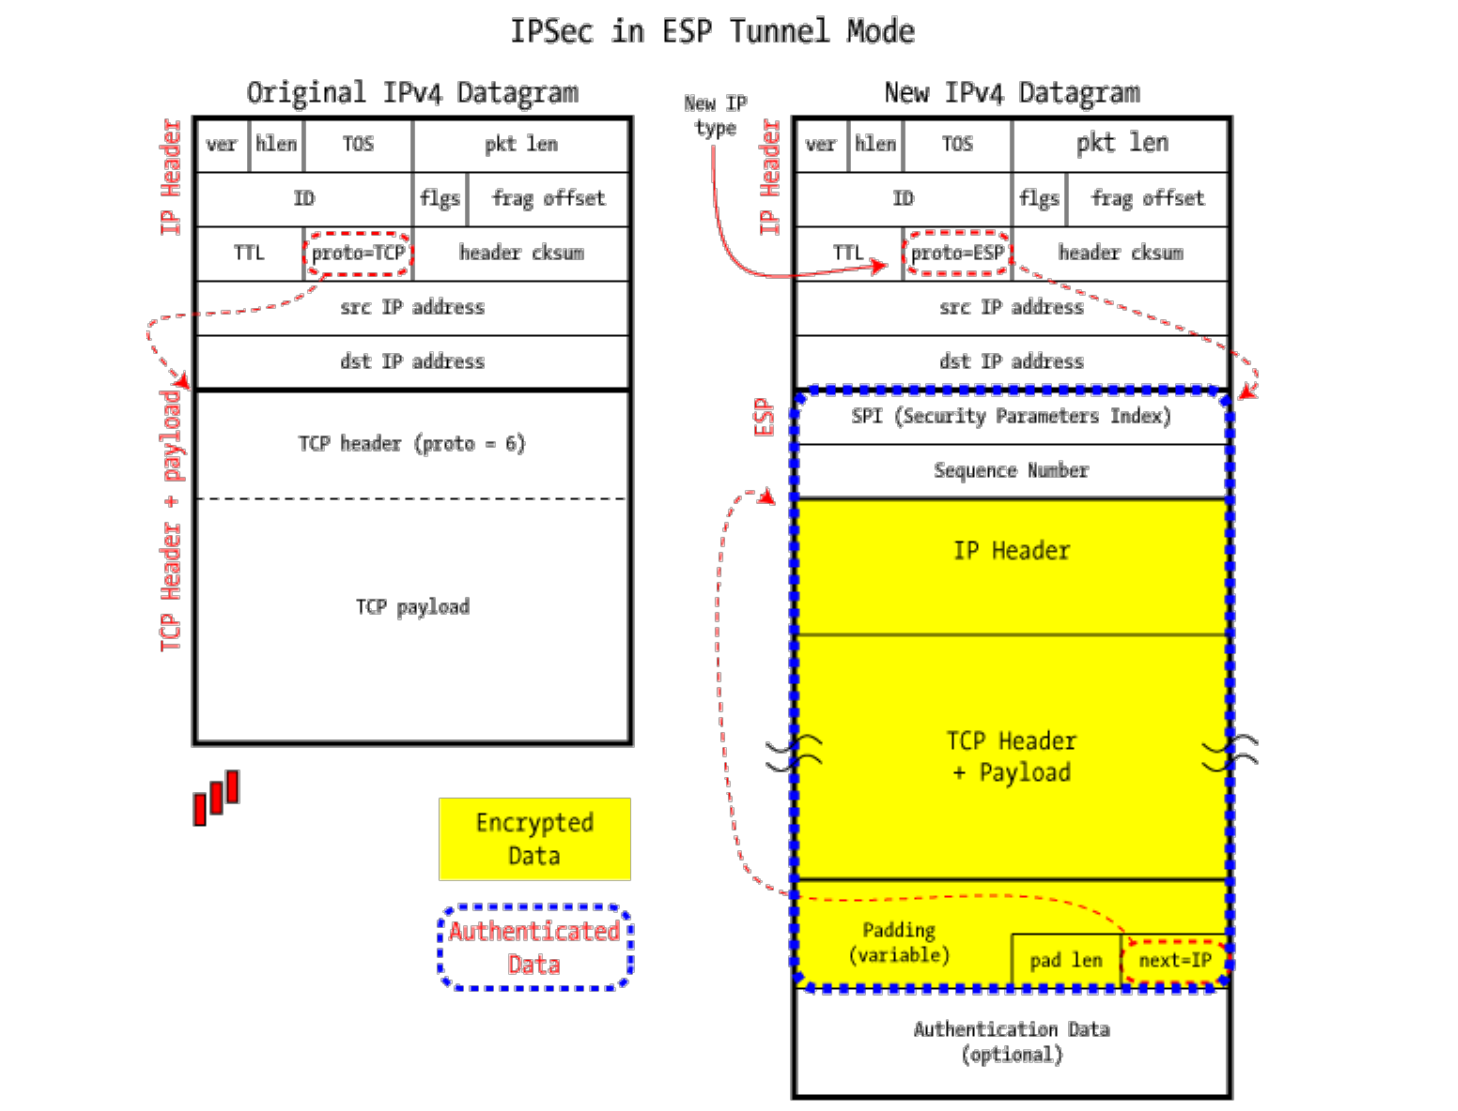 IPSec in ESP Tunnel Mode
Original IPv4 Datagram
IP Header
ver hlen TOS pkt len
ID flgs frag offset
TTL proto=TCP header cksum
src IP address
dst IP address
TCP Header + payload
TCP header (proto = 6)
TCP payload
Encrypted
Data
Authenticated
Data
New IP
type
New IPv4 Datagram
IP Header
ver hlen TOS pkt len
ID flgs frag offset
TTL proto=ESP header cksum
src IP address
dst IP address
ESP
SPI (Security Parameters Index)
Sequence Number
IP Header
TCP Header
+ Payload
Padding
(variable)
pad len next=IP
Authentication Data
(optional)